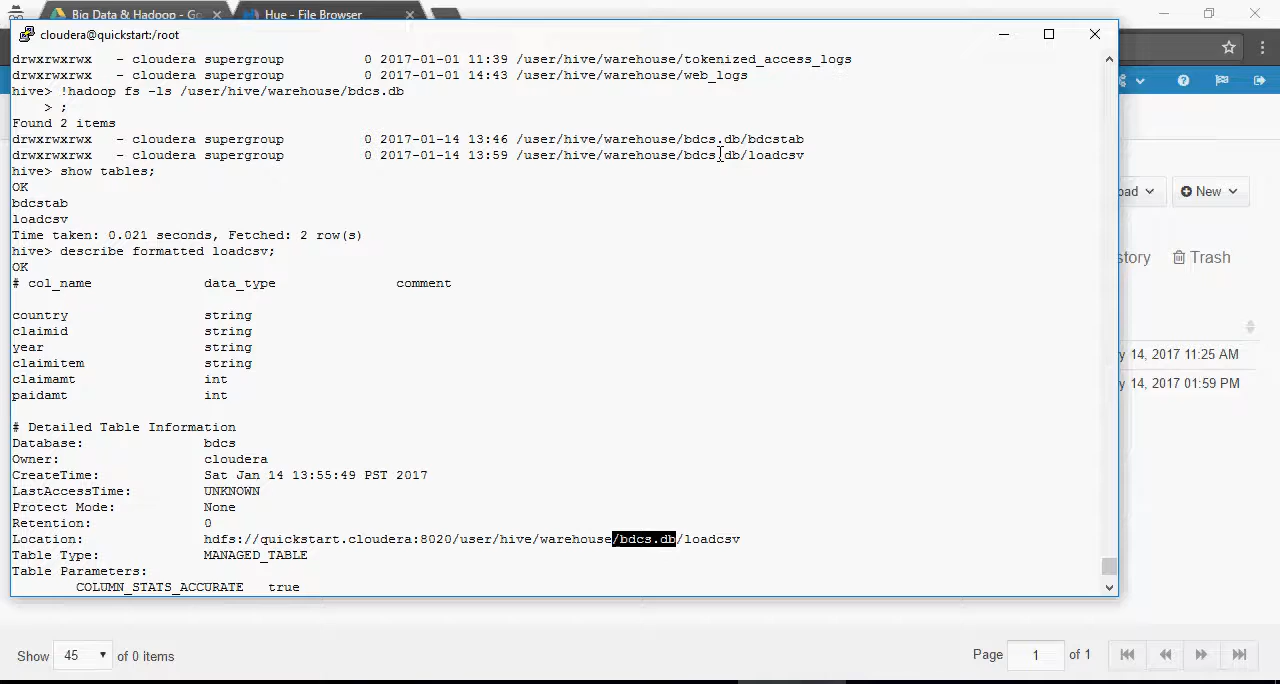 Big Data & Hadoop - Go
Hue - File Browser
cloudera@quickstart:/root
drwxrwxrwx - cloudera supergroup 0 2017-01-01 11:39 /user/hive/warehouse/tokenized_access_logs
drwxrwxrwx - cloudera supergroup 0 2017-01-01 14:43 /user/hive/warehouse/web_logs
hive> !hadoop fs -ls /user/hive/warehouse/bdcs.db
> ;
Found 2 items
drwxrwxrwx - cloudera supergroup 0 2017-01-14 13:46 /user/hive/warehouse/bdcs.db/bdcstab
drwxrwxrwx - cloudera supergroup 0 2017-01-14 13:59 /user/hive/warehouse/bdcs.db/loadcsv
hive> show tables;
OK
bdcstab
loadcsv
Time taken: 0.021 seconds, Fetched: 2 row(s)
hive> describe formatted loadcsv;
OK
# col_name data_type comment
country string
claimid string
year string
claimitem string
claimamt int
paidamt int
# Detailed Table Information
Database: bdcs
Owner: cloudera
CreateTime: Sat Jan 14 13:55:49 PST 2017
LastAccessTime: UNKNOWN
Protect Mode: None
Retention: 0
Location: hdfs://quickstart.cloudera:8020/user/hive/warehouse/bdcs.db/loadcsv
Table Type: MANAGED_TABLE
Table Parameters:
COLUMN_STATS_ACCURATE true
oad
New
story
Trash
y 14, 2017 11:25 AM
y 14, 2017 01:59 PM
Show 45 of 0 items
Page 1 of 1